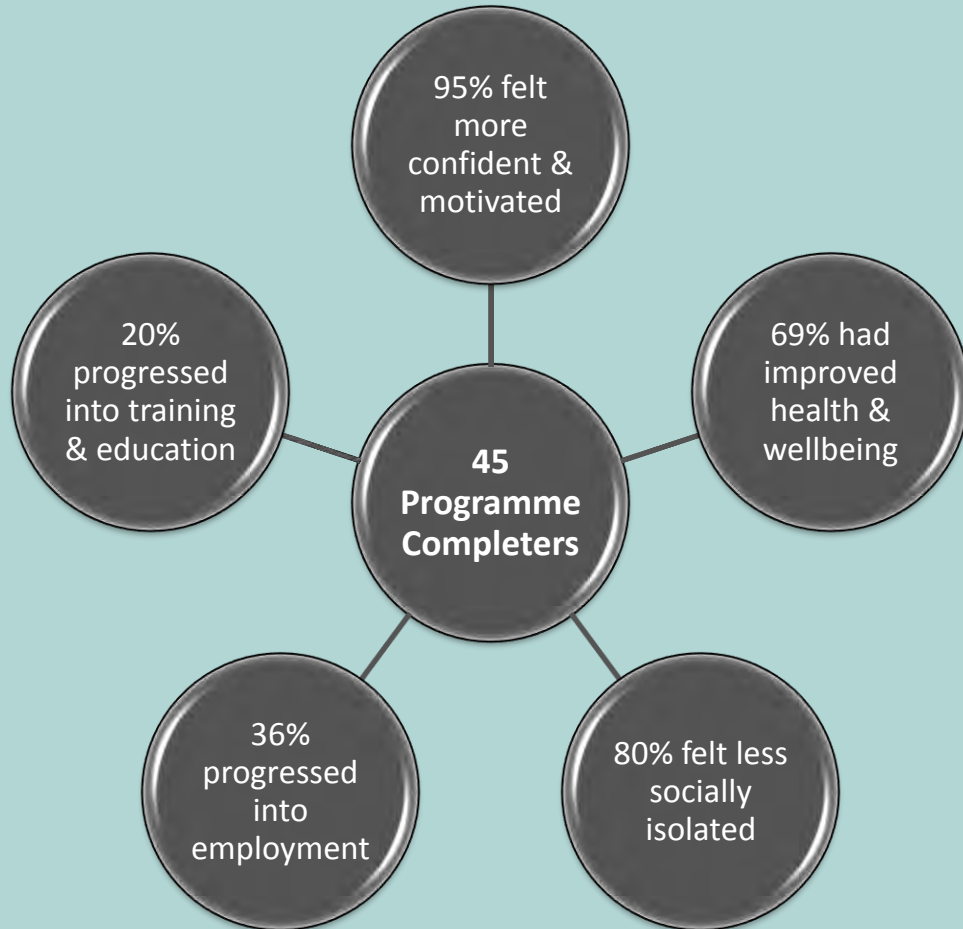 95% felt
more
confident &
motivated
69% had
improved
health &
wellbeing
80% felt less
socially
isolated
36%
progressed
into
employment
20%
progressed
into training
& education
45
Programme
Completers